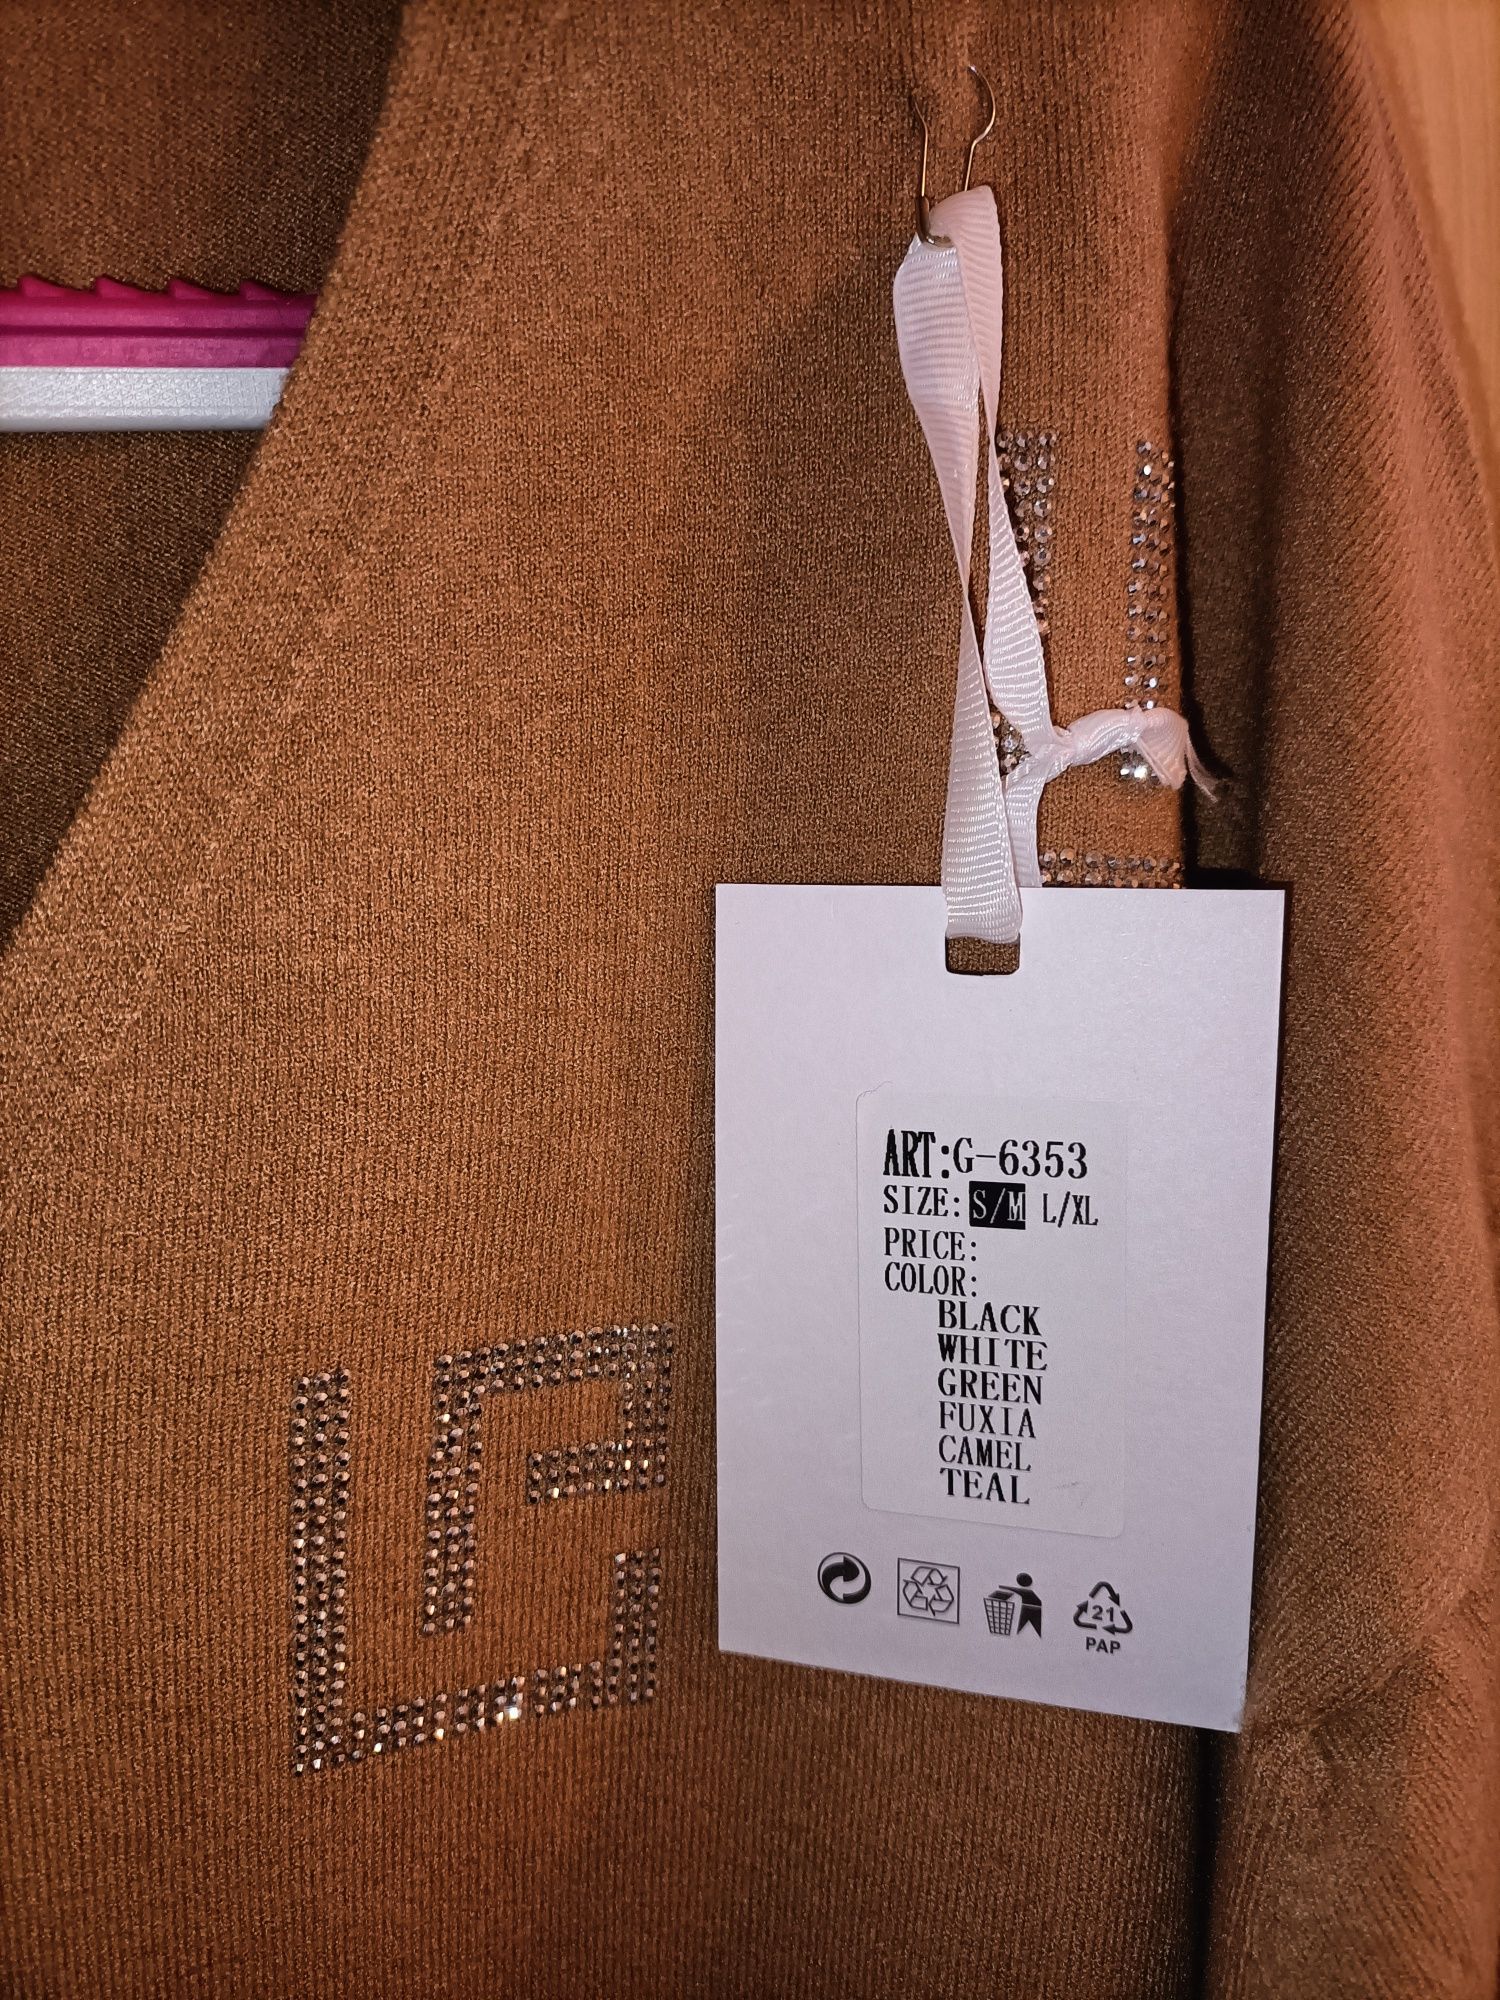 ART:G-6353
SIZE: S/M L/XL
PRICE:
COLOR:
BLACK
WHITE
GREEN
FUXIA
CAMEL
TEAL
21
PAP